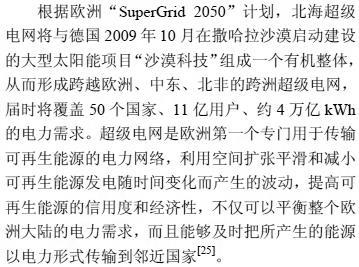 根据欧洲“SuperGrid 2050”计划，北海超级
电网将与德国 2009 年 10 月在撒哈拉沙漠启动建设
的大型太阳能项目“沙漠科技”组成一个有机整体，
从而形成跨越欧洲、中东、北非的跨洲超级电网，
届时将覆盖 50 个国家、11 亿用户、约 4 万亿 kWh
的电力需求。超级电网是欧洲第一个专门用于传输
可再生能源的电力网络，利用空间扩张平滑和减小
可再生能源发电随时间变化而产生的波动，提高可
再生能源的信用度和经济性，不仅可以平衡整个欧
洲大陆的电力需求，而且能够及时把所产生的能源
以电力形式传输到邻近国家[25]。